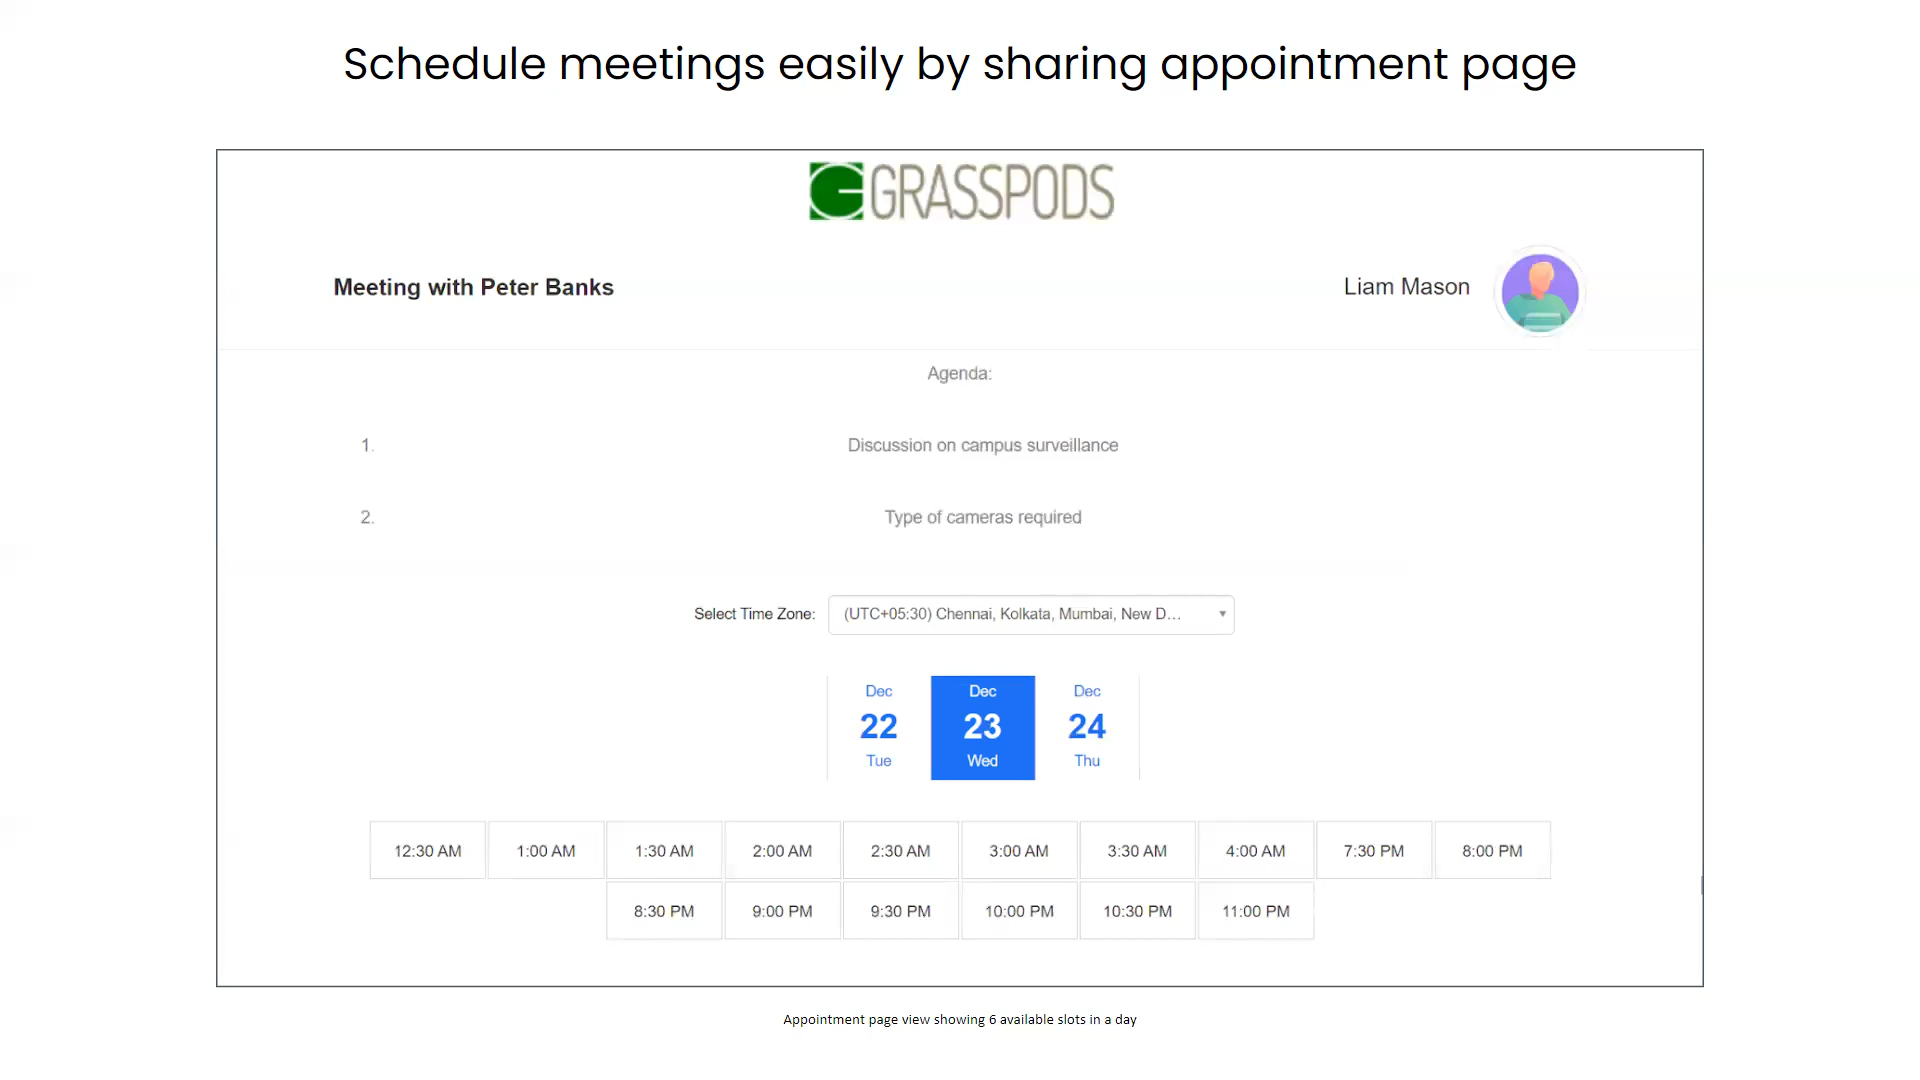 Schedule meetings easily by sharing appointment page
GRASSPODS
Meeting with Peter Banks
Liam Mason
Agenda:
1. Discussion on campus surveillance
2. Type of cameras required
Select Time Zone: (UTC+05:30) Chennai, Kolkata, Mumbai, New D...
Dec Dec Dec
22 23 24
Tue Wed Thu
12:30 AM 1:00 AM 1:30 AM 2:00 AM 2:30 AM 3:00 AM 3:30 AM 4:00 AM 7:30 PM 8:00 PM
8:30 PM 9:00 PM 9:30 PM 10:00 PM 10:30 PM 11:00 PM
Appointment page view showing 6 available slots in a day